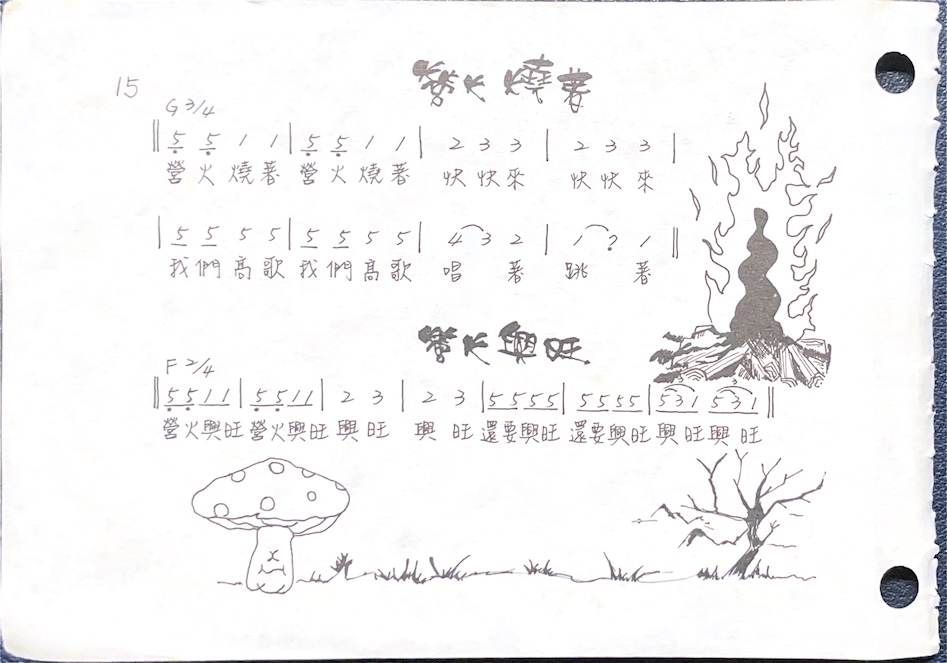 15
營火燒著
G 3/4
‖ 5̣ 5̣ 1 1 | 5̣ 5̣ 1 1 | 2 3 3 | 2 3 3 |
營火燒著 營火燒著 快快來 快快來
| 5 5 5 5 | 5 5 5 5 | 4 3 2 | 1 7 1 ‖
我們高歌 我們高歌 唱 著 跳 著
營火興旺
F 2/4
‖ 5̣ 5̣ 1 1 | 5̣ 5̣ 1 1 | 2 3 | 2 3 | 5 5 5 5 | 5 5 5 5 | 5 3 1 5 3 1 ‖
3
營火興旺 營火興旺 興旺 興旺 還要興旺 還要興旺 興旺興旺